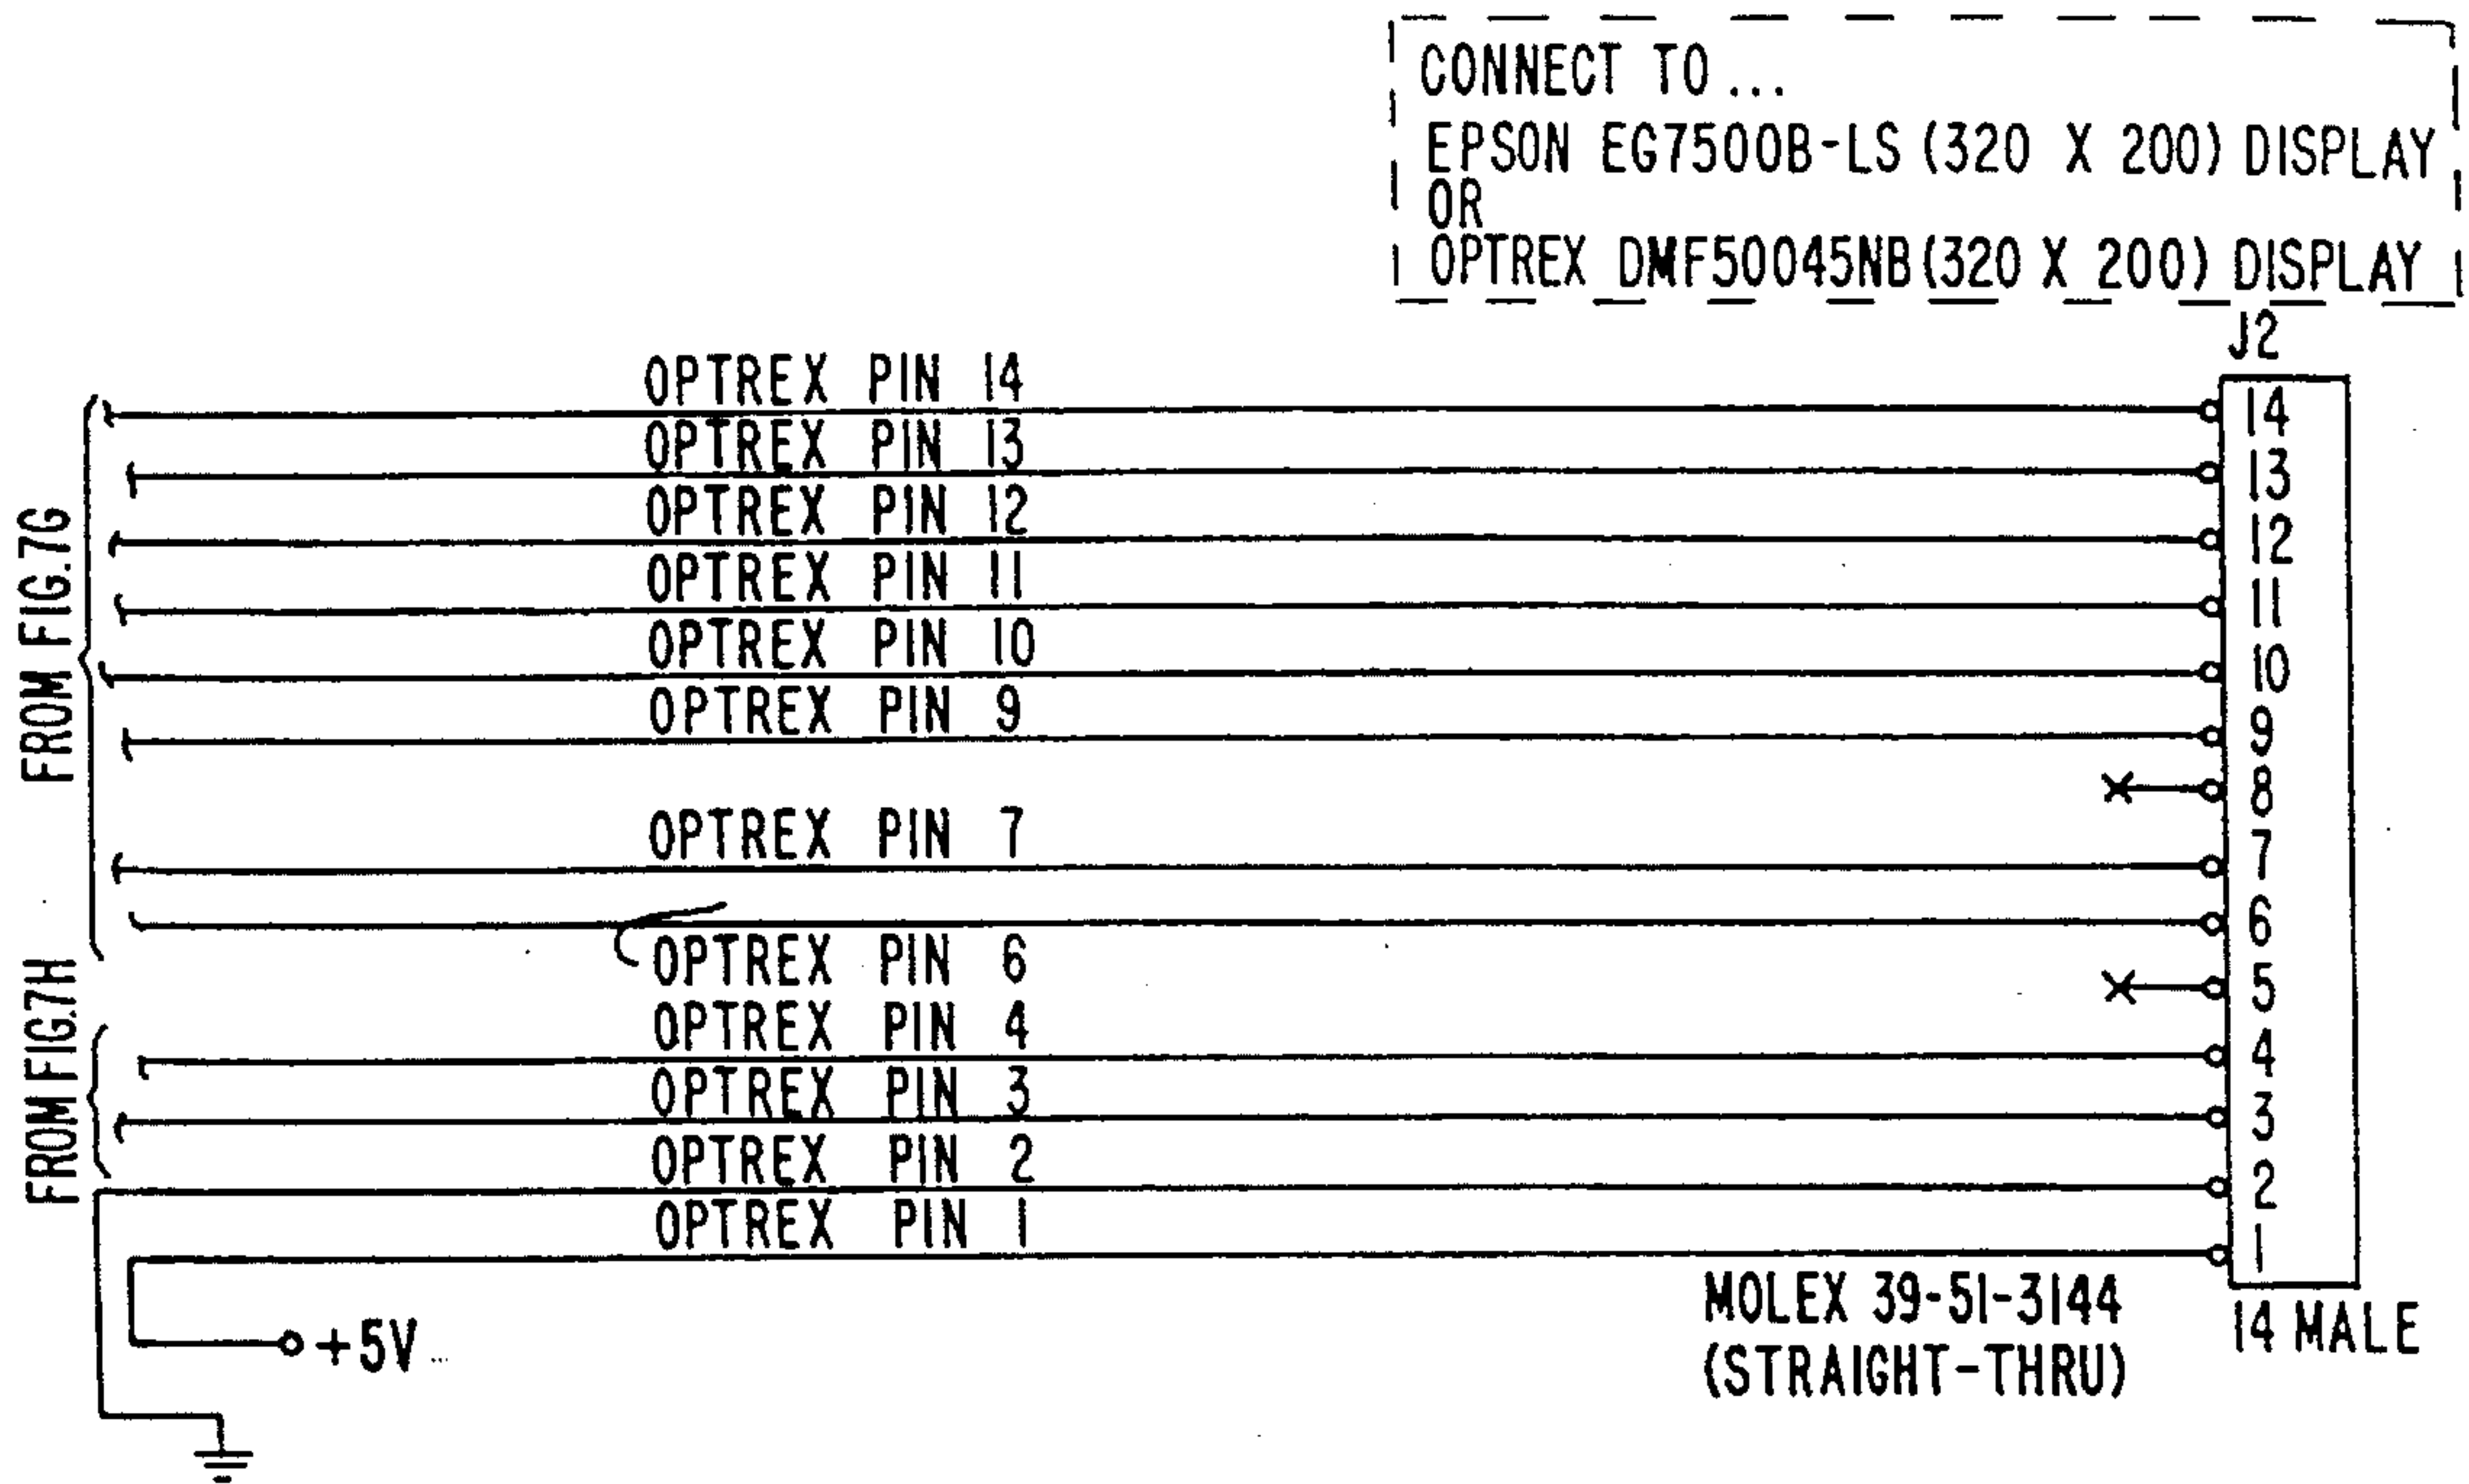 CONNECT TO ...
EPSON EG7500B-LS (320 X 200) DISPLAY
OR
OPTREX DMF50045NB (320 X 200) DISPLAY
J2
OPTREX PIN 14
14
OPTREX PIN 13
13
OPTREX PIN 12
12
OPTREX PIN 11
11
OPTREX PIN 10
10
OPTREX PIN 9
9
8
OPTREX PIN 7
7
6
OPTREX PIN 6
5
OPTREX PIN 4
4
OPTREX PIN 3
3
OPTREX PIN 2
2
OPTREX PIN 1
1
FROM FIG.7G
FROM FIG.7H
+5V
MOLEX 39-51-3144
(STRAIGHT-THRU)
14 MALE